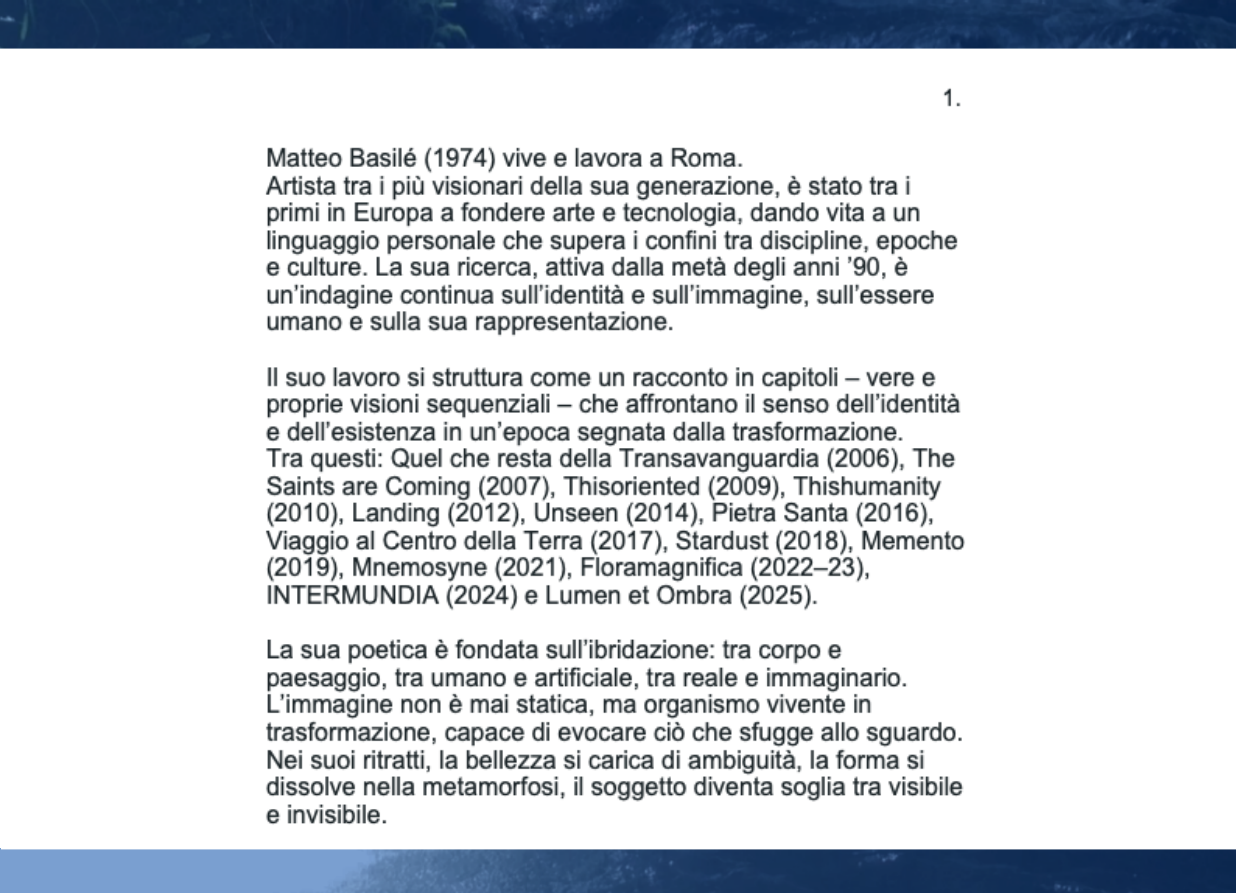 1.
Matteo Basilé (1974) vive e lavora a Roma.
Artista tra i più visionari della sua generazione, è stato tra i
primi in Europa a fondere arte e tecnologia, dando vita a un
linguaggio personale che supera i confini tra discipline, epoche
e culture. La sua ricerca, attiva dalla metà degli anni ’90, è
un’indagine continua sull’identità e sull’immagine, sull’essere
umano e sulla sua rappresentazione.
Il suo lavoro si struttura come un racconto in capitoli – vere e
proprie visioni sequenziali – che affrontano il senso dell’identità
e dell’esistenza in un’epoca segnata dalla trasformazione.
Tra questi: Quel che resta della Transavanguardia (2006), The
Saints are Coming (2007), Thisoriented (2009), Thishumanity
(2010), Landing (2012), Unseen (2014), Pietra Santa (2016),
Viaggio al Centro della Terra (2017), Stardust (2018), Memento
(2019), Mnemosyne (2021), Floramagnifica (2022–23),
INTERMUNDIA (2024) e Lumen et Ombra (2025).
La sua poetica è fondata sull’ibridazione: tra corpo e
paesaggio, tra umano e artificiale, tra reale e immaginario.
L’immagine non è mai statica, ma organismo vivente in
trasformazione, capace di evocare ciò che sfugge allo sguardo.
Nei suoi ritratti, la bellezza si carica di ambiguità, la forma si
dissolve nella metamorfosi, il soggetto diventa soglia tra visibile
e invisibile.